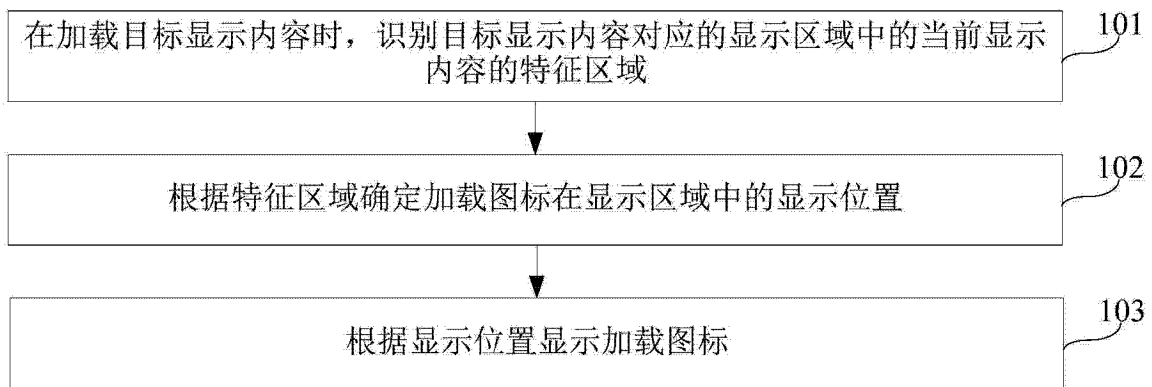 在加载目标显示内容时，识别目标显示内容对应的显示区域中的当前显示
内容的特征区域
101
根据特征区域确定加载图标在显示区域中的显示位置
102
根据显示位置显示加载图标
103